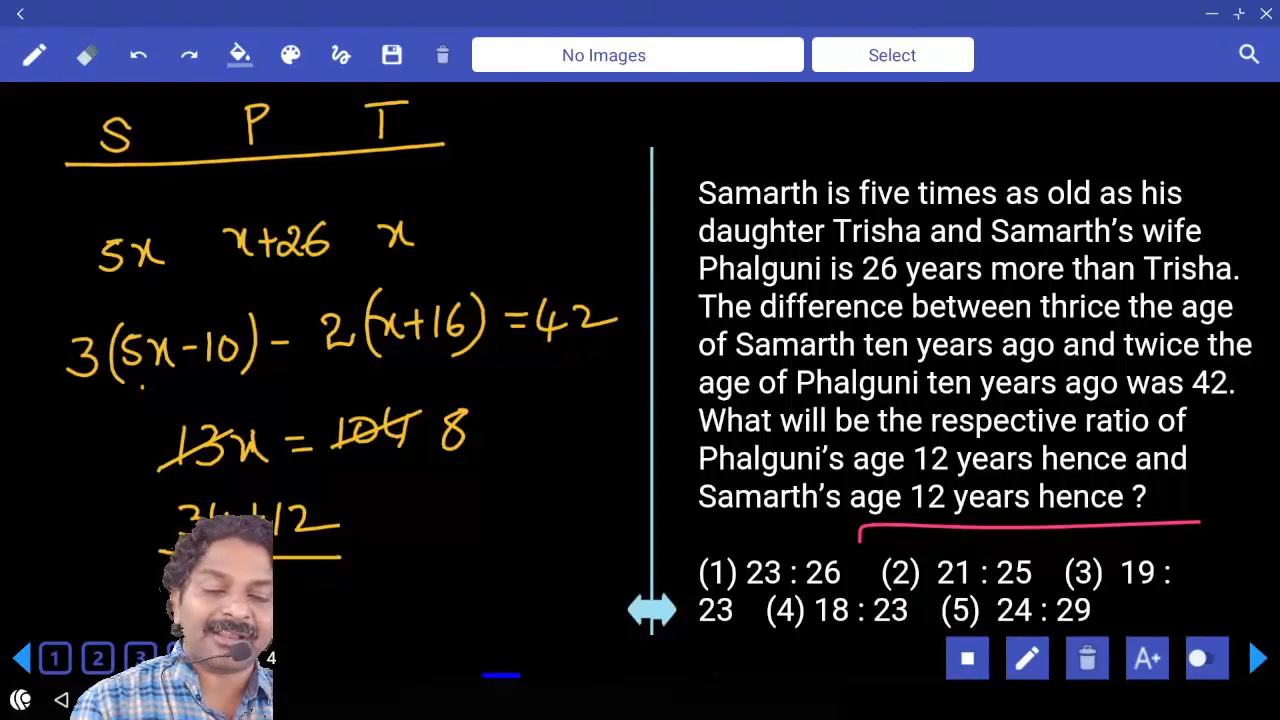 No Images
Select
S P T
5x x+26 x
3(5x-10) - 2(x+16) = 42
13x = 104 8
12
Samarth is five times as old as his
daughter Trisha and Samarth’s wife
Phalguni is 26 years more than Trisha.
The difference between thrice the age
of Samarth ten years ago and twice the
age of Phalguni ten years ago was 42.
What will be the respective ratio of
Phalguni’s age 12 years hence and
Samarth’s age 12 years hence ?
(1) 23 : 26 (2) 21 : 25 (3) 19 :
23 (4) 18 : 23 (5) 24 : 29
1 2 3 4
A+